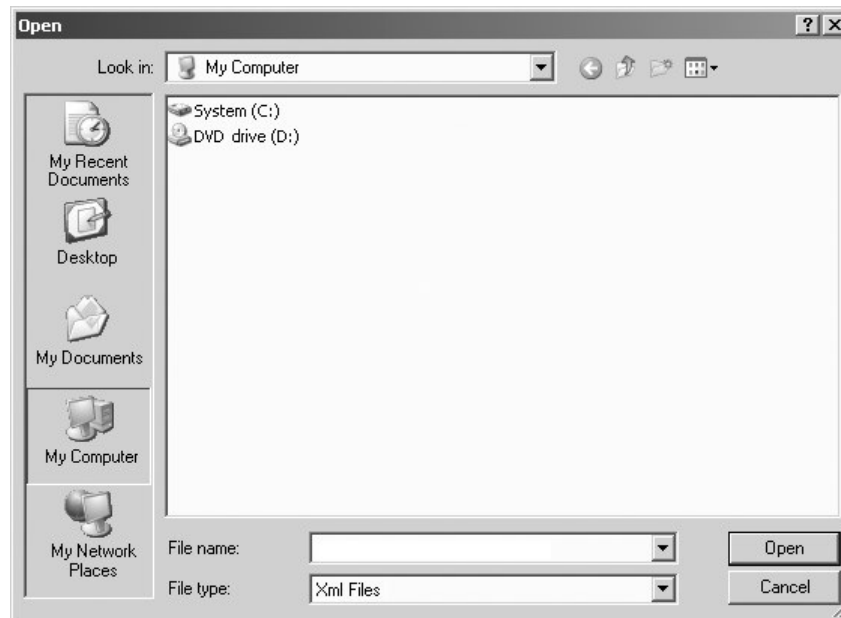 Open
Look in:
My Computer
System (C:)
DVD drive (D:)
My Recent
Documents
Desktop
My Documents
My Computer
My Network
Places
File name:
Open
File type:
Xml Files
Cancel